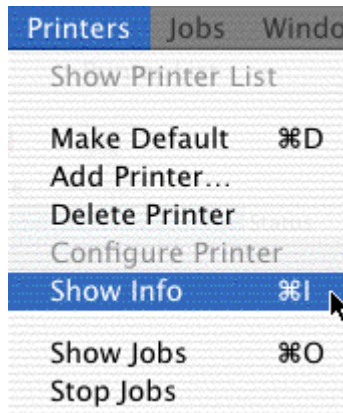 Printers Jobs Windo
Show Printer List
Make Default ⌘D
Add Printer...
Delete Printer
Configure Printer
Show Info ⌘I
Show Jobs ⌘O
Stop Jobs